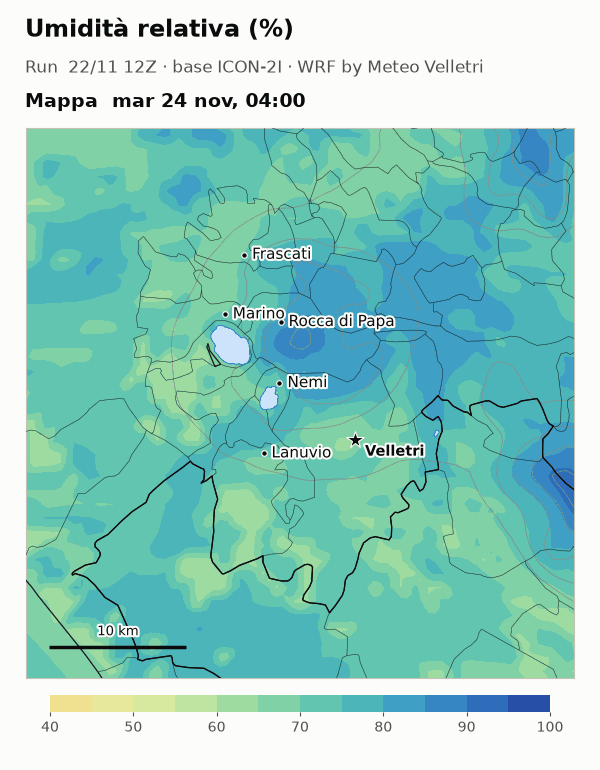 Umidità relativa (%)
Run  22/11 12Z · base ICON-2I · WRF by Meteo Velletri
Mappa  mar 24 nov, 04:00
Frascati
Marino
Rocca di Papa
Nemi
Velletri
Lanuvio
10 km
40 50 60 70 80 90 100